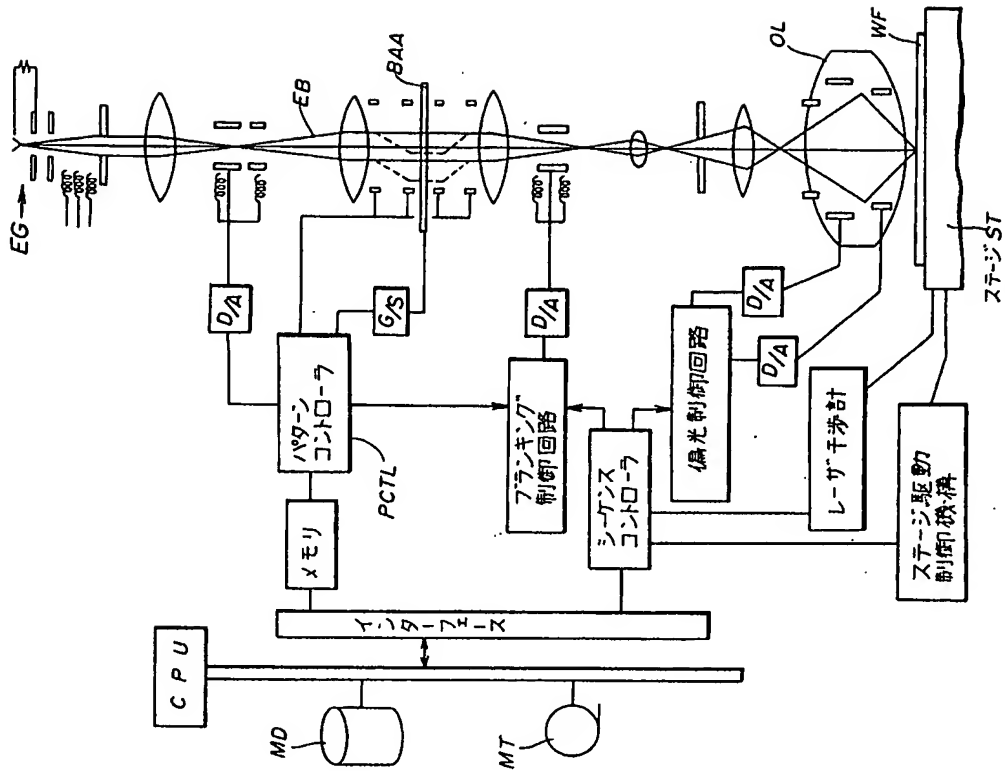 EG
EB
BAA
OL
WF
ステージST
D/A
G/S
D/A
D/A
D/A
パターン
コントローラ
PCTL
メモリ
ブランキング
制御回路
シーケンス
コントローラ
偏光制御回路
レーザ干渉計
ステージ駆動
制御機構
インターフェース
CPU
MD
MT